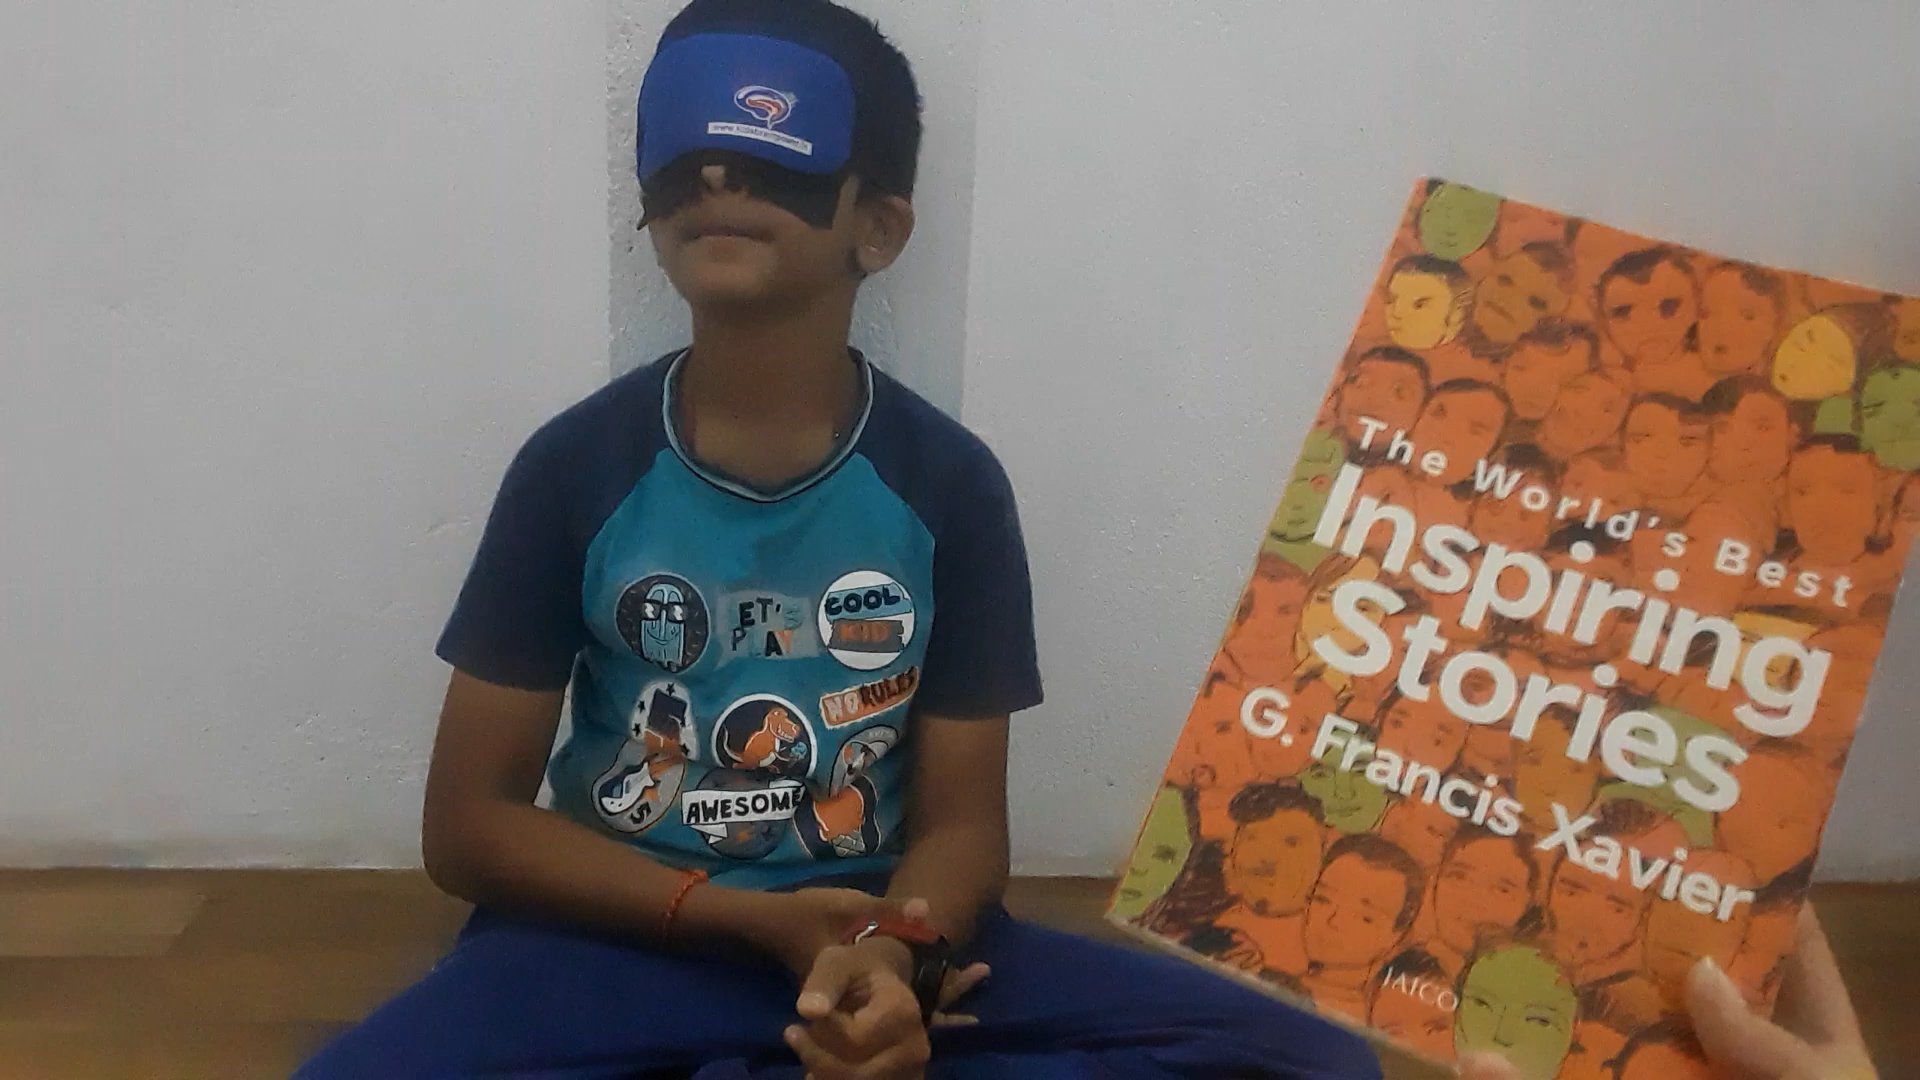 LET'S
PLAY
COOL
KID
NO RULES
AWESOME
The World's Best
Inspiring
Stories
G. Francis Xavier
JAICO